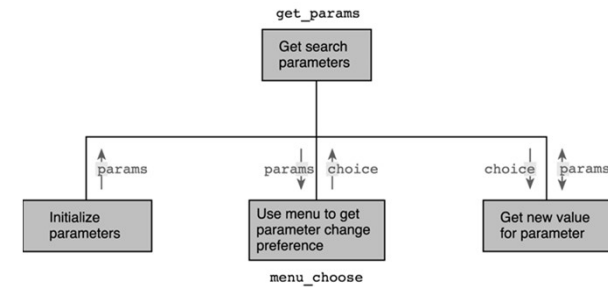 get_params
Get search
parameters
params
params
choice
choice
params
Initialize
parameters
Use menu to get
parameter change
preference
Get new value
for parameter
menu_choose